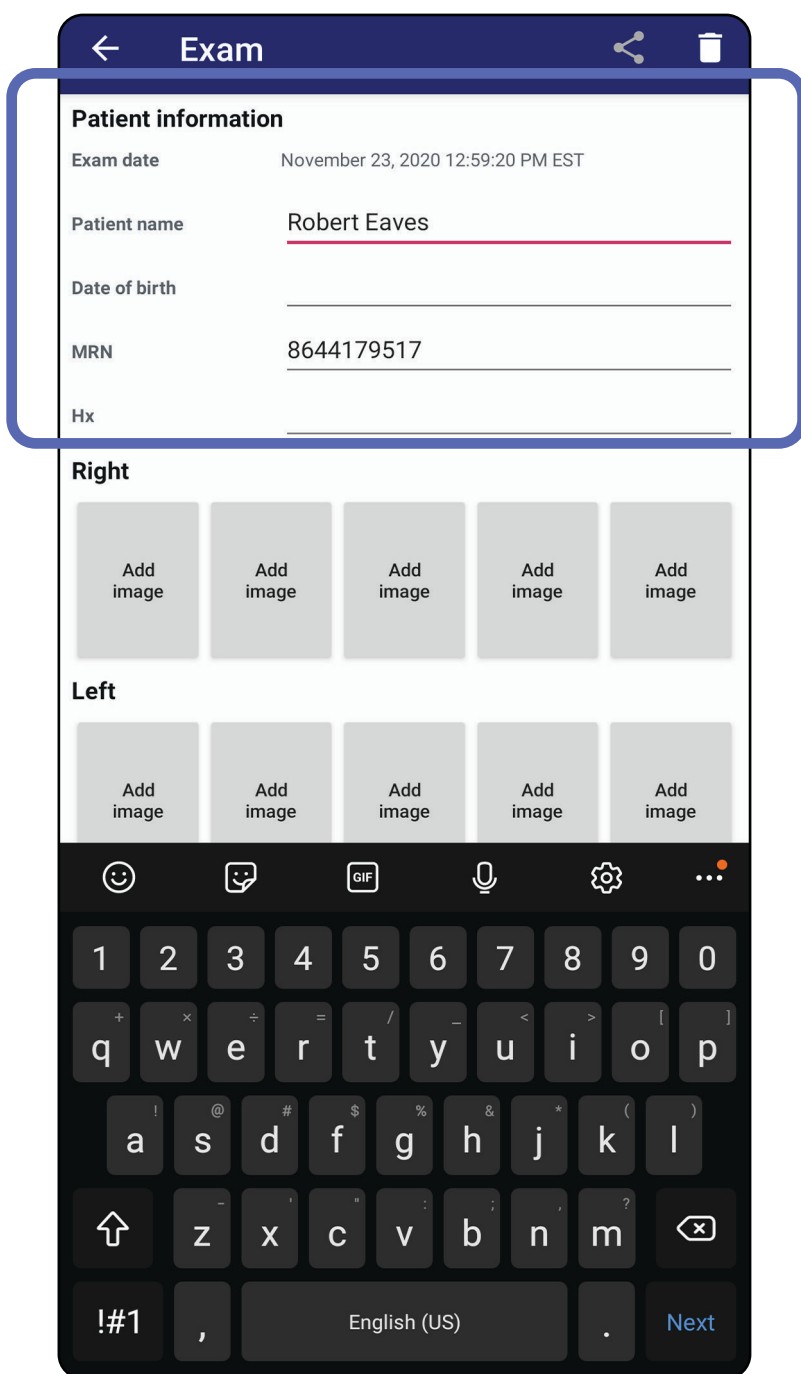 Exam
Patient information
Exam date November 23, 2020 12:59:20 PM EST
Patient name Robert Eaves
Date of birth
MRN 8644179517
Hx
Right
Add image Add image Add image Add image Add image
Left
Add image Add image Add image Add image Add image
GIF
1 2 3 4 5 6 7 8 9 0
+ × ÷ = / _ < > [ ]
q w e r t y u i o p
! @ # $ % & * ( )
a s d f g h j k l
- ' " : ; , ?
z x c v b n m
!#1 , English (US) . Next